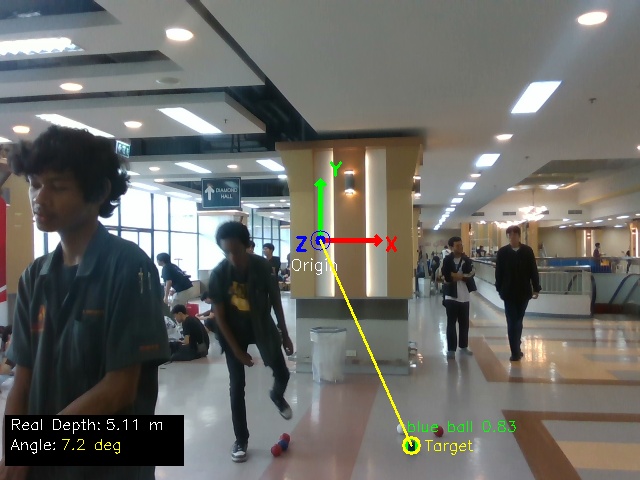 DIAMOND
HALL
Y
Z
X
Origin
blue ball 0.83
Target
Real Depth: 5.11 m
Angle: 7.2 deg